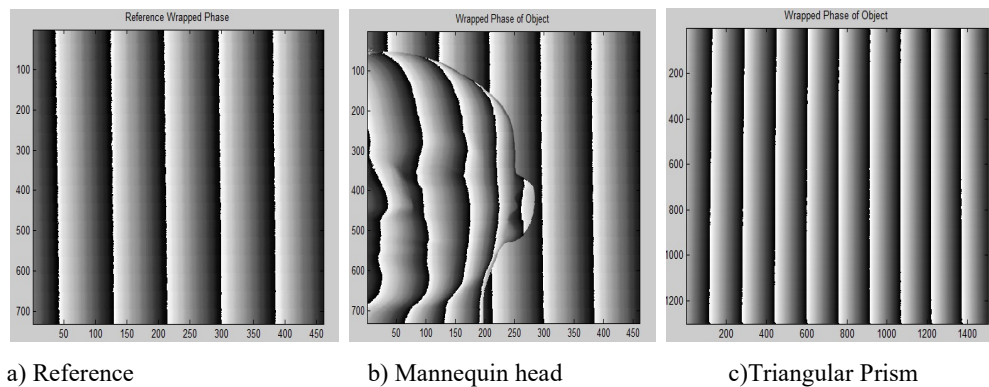 Reference Wrapped Phase
100
200
300
400
500
600
700
50 100 150 200 250 300 350 400 450
Wrapped Phase of Object
100
200
300
400
500
600
700
50 100 150 200 250 300 350 400 450
Wrapped Phase of Object
200
400
600
800
1000
1200
200 400 600 800 1000 1200 1400
a) Reference
b) Mannequin head
c)Triangular Prism